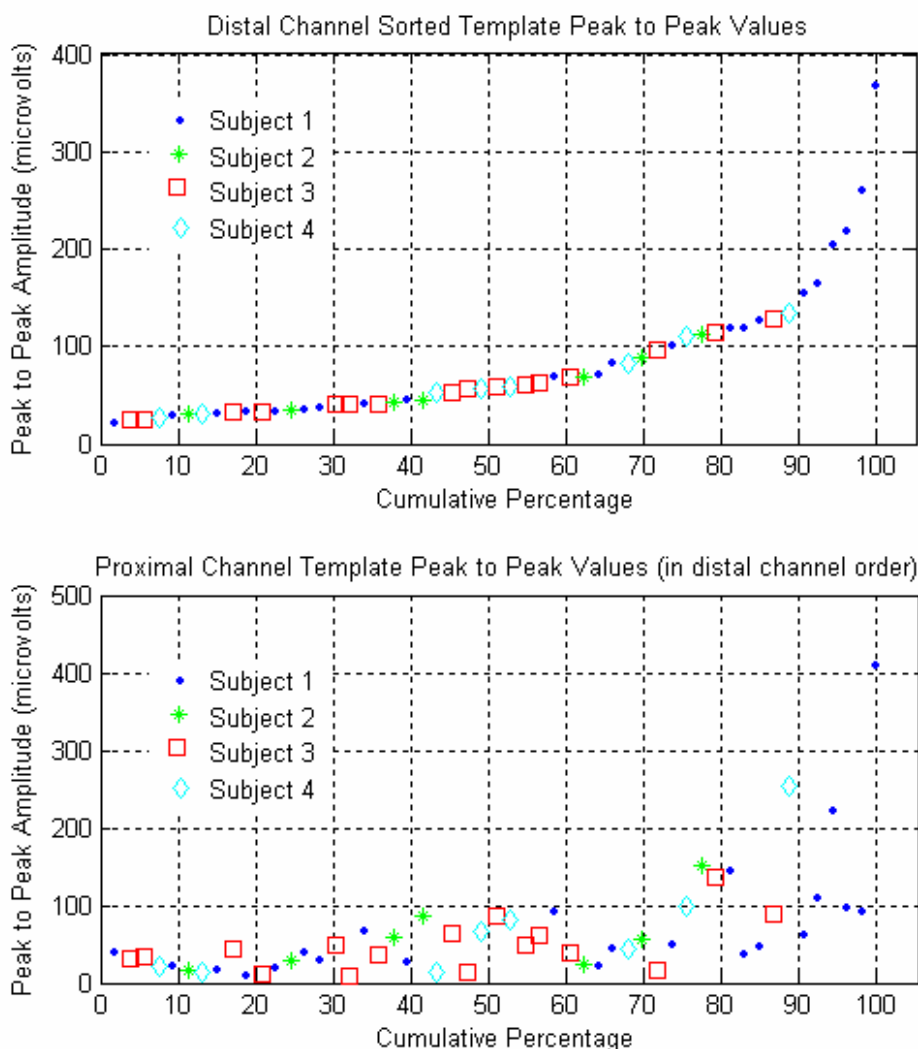 Distal Channel Sorted Template Peak to Peak Values
Peak to Peak Amplitude (microvolts)
400
300
200
100
0
Subject 1
Subject 2
Subject 3
Subject 4
0 10 20 30 40 50 60 70 80 90 100
Cumulative Percentage
Proximal Channel Template Peak to Peak Values (in distal channel order)
Peak to Peak Amplitude (microvolts)
500
400
300
200
100
0
Subject 1
Subject 2
Subject 3
Subject 4
0 10 20 30 40 50 60 70 80 90 100
Cumulative Percentage